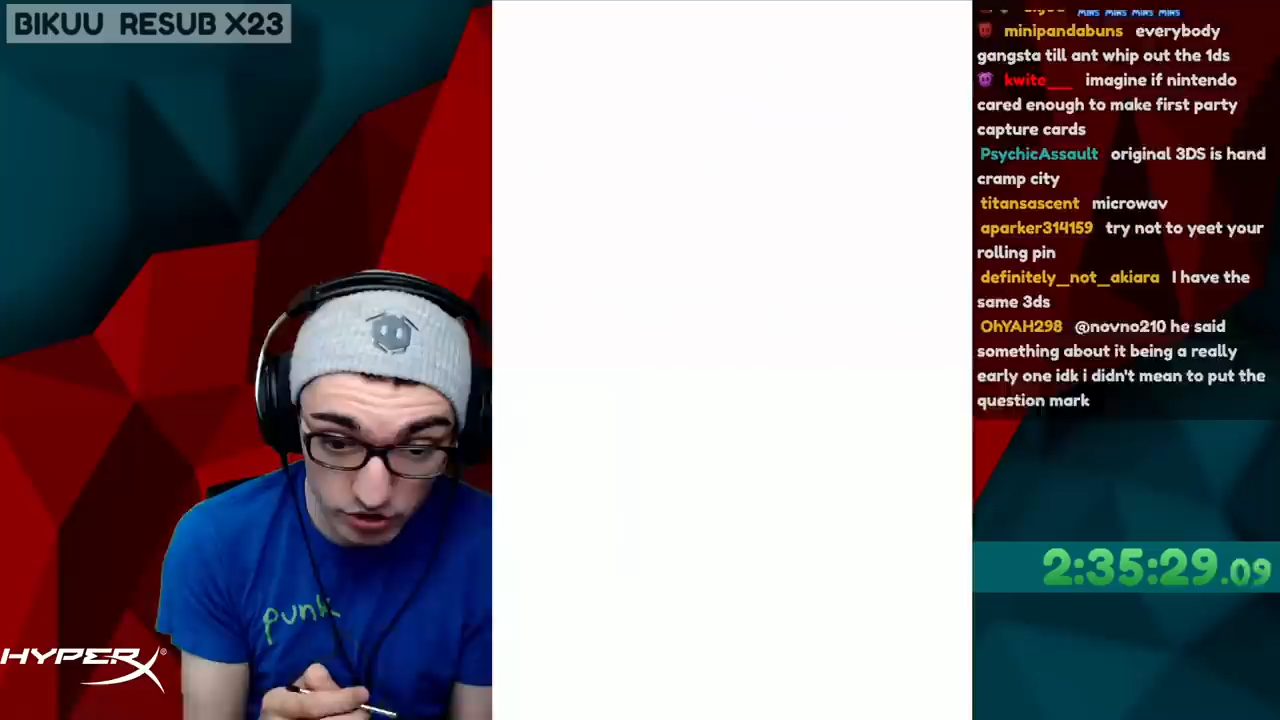 BIKUU RESUB X23
minipandabuns everybody
gangsta till ant whip out the 1ds
kwite___ imagine if nintendo
cared enough to make first party
capture cards
PsychicAssault original 3DS is hand
cramp city
titansascent microwav
aparker314159 try not to yeet your
rolling pin
definitely_not_akiara I have the
same 3ds
OhYAH298 @novno210 he said
something about it being a really
early one idk i didn't mean to put the
question mark
2:35:29.09
punk
HYPERX®